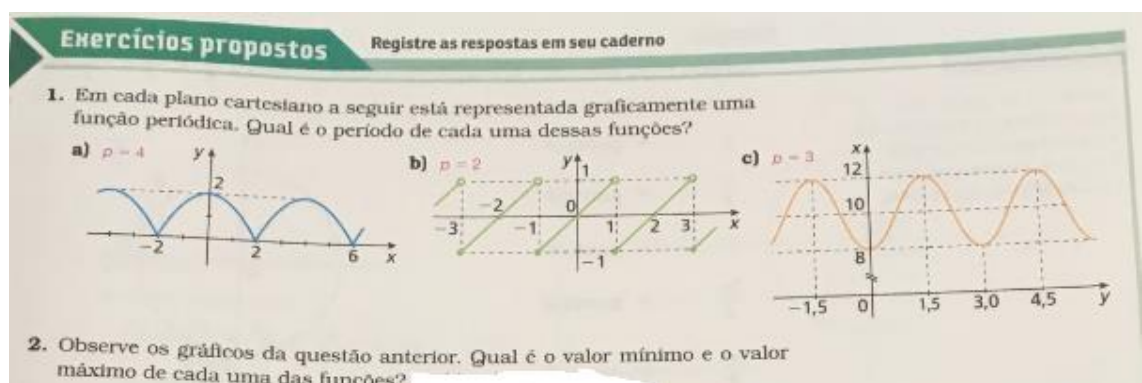 Exercícios propostos
Registre as respostas em seu caderno
1. Em cada plano cartesiano a seguir está representada graficamente uma
função periódica. Qual é o período de cada uma dessas funções?
a) p = 4
y
2
−2
2
6
x
b) p = 2
y
1
−2
0
−3
−1
1
2
3
x
−1
c) p = 3
x
12
10
8
−1,5
0
1,5
3,0
4,5
y
2. Observe os gráficos da questão anterior. Qual é o valor mínimo e o valor
máximo de cada uma das funções?